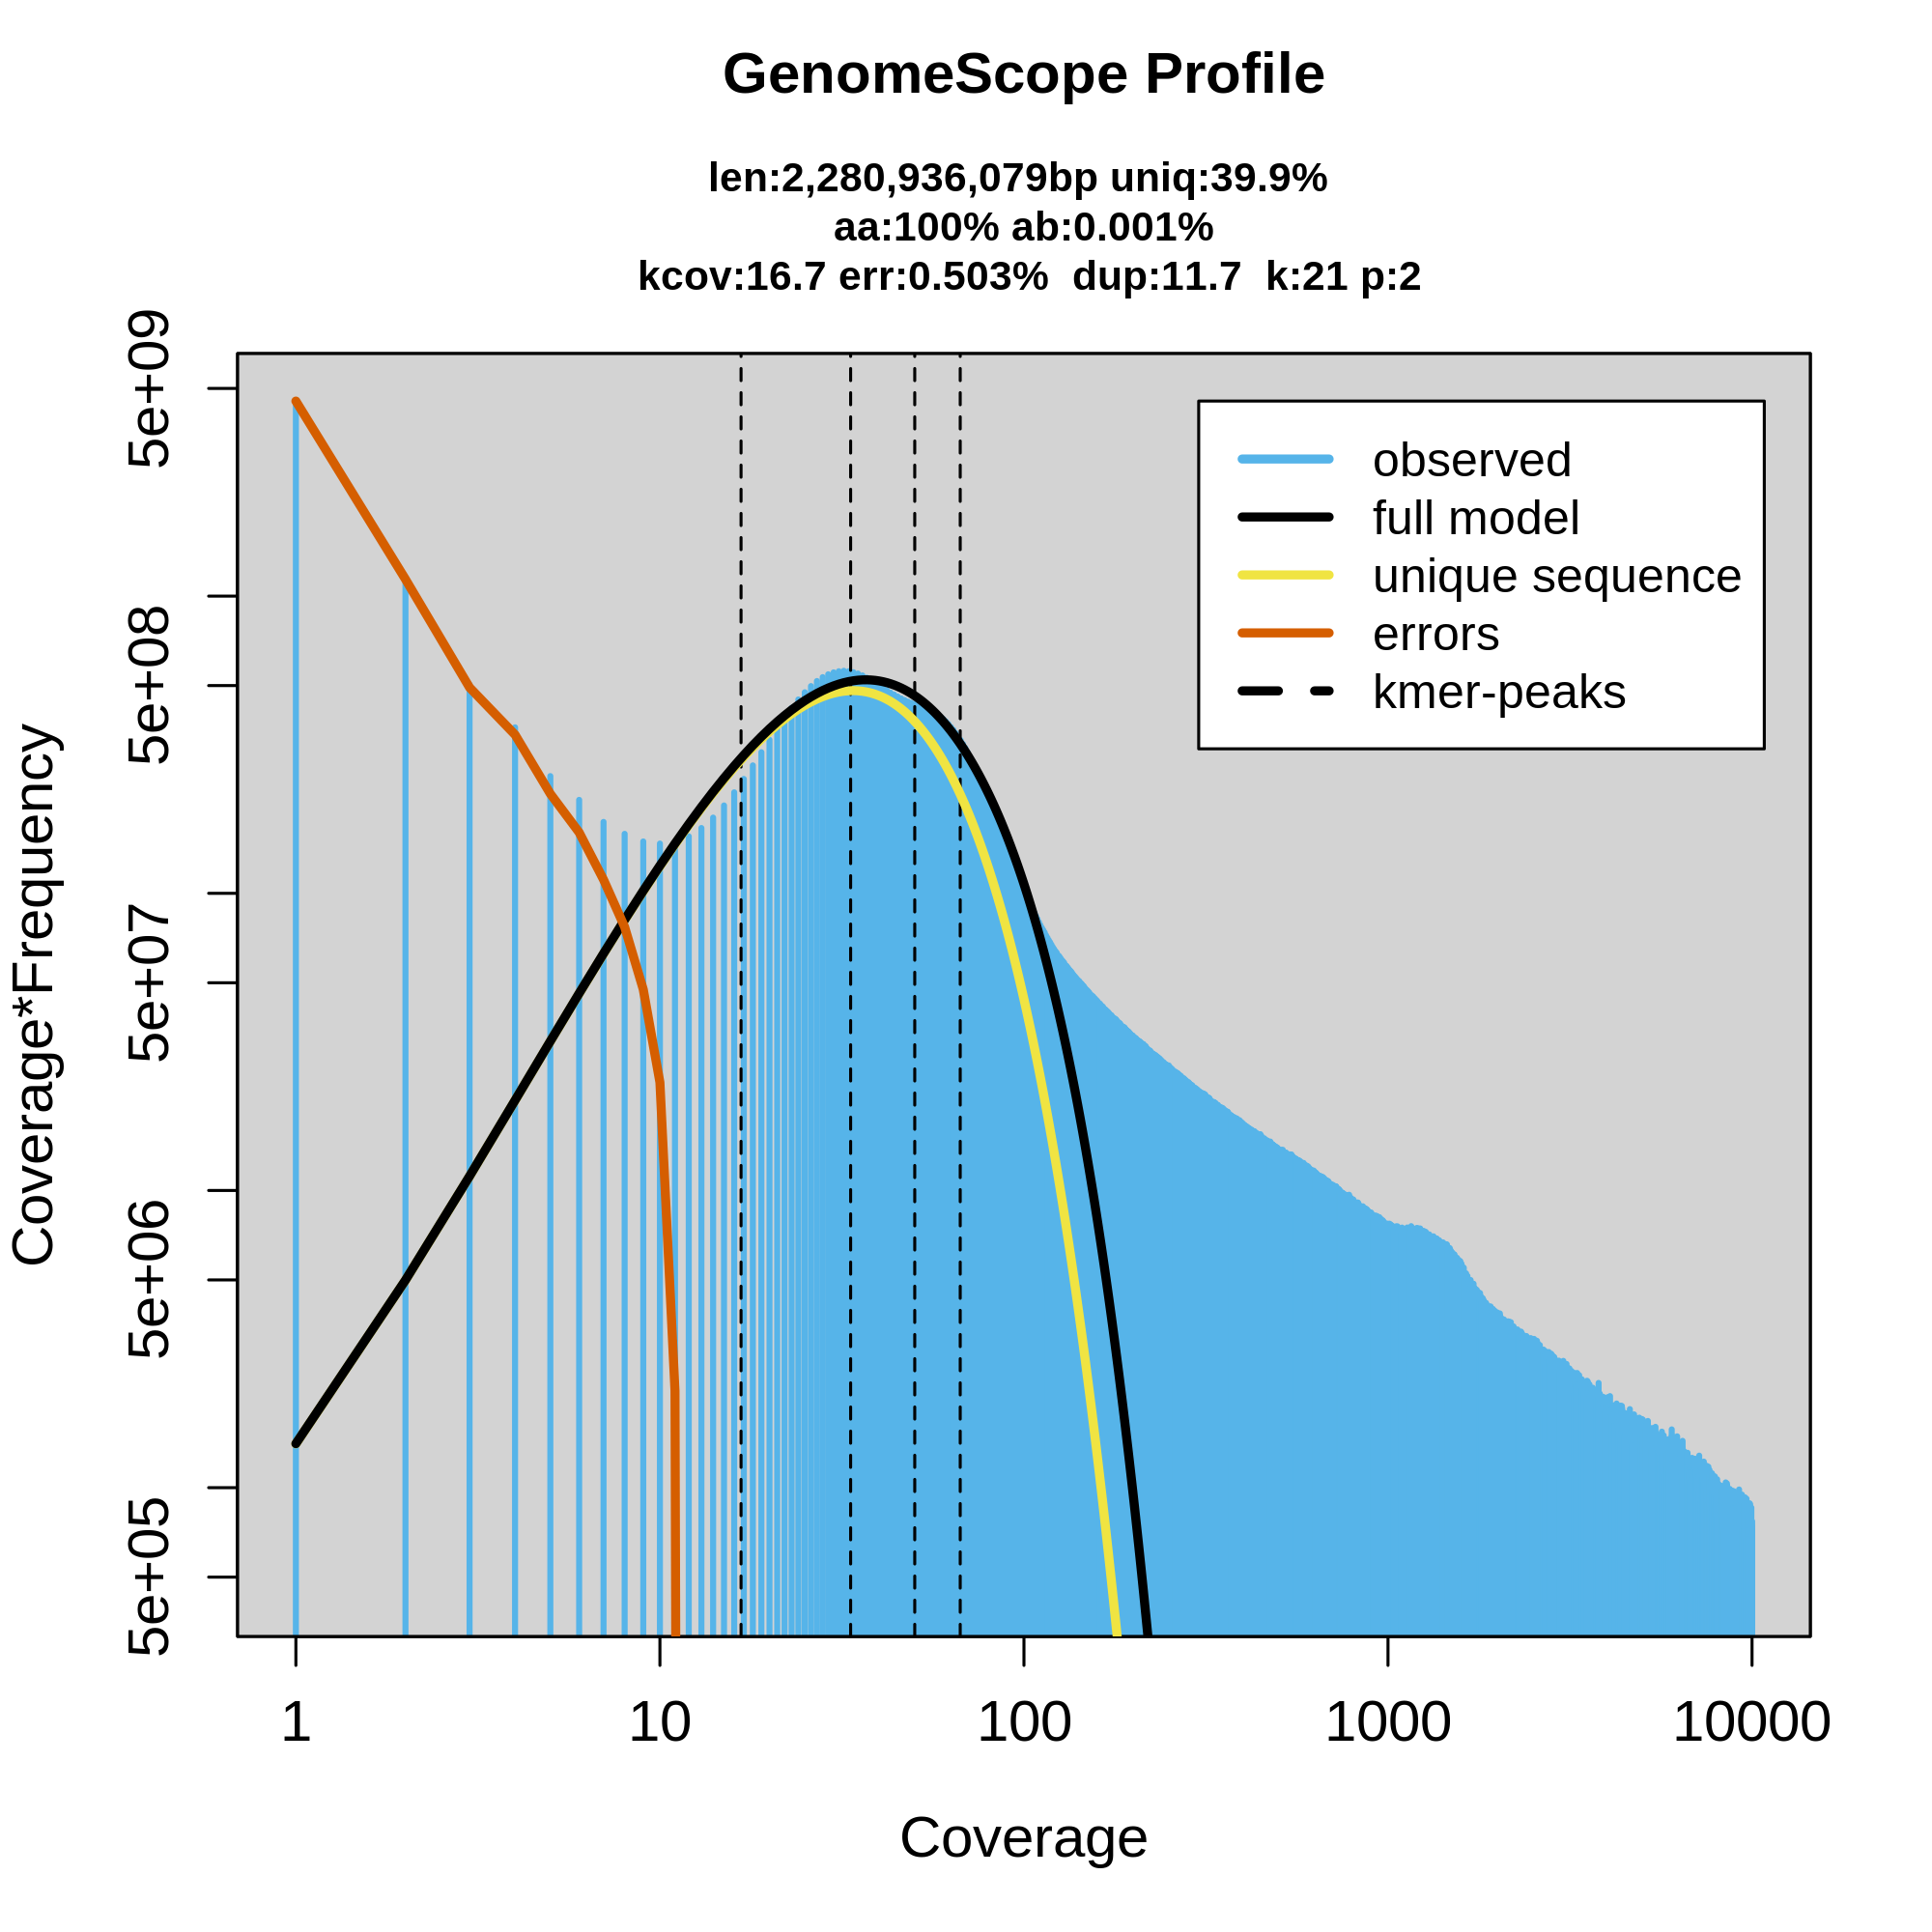 GenomeScope Profile
len:2,280,936,079bp uniq:39.9%
aa:100% ab:0.001%
kcov:16.7 err:0.503%  dup:11.7  k:21 p:2
5e+09
5e+08
5e+07
5e+06
5e+05
Coverage*Frequency
observed
full model
unique sequence
errors
kmer-peaks
1
10
100
1000
10000
Coverage